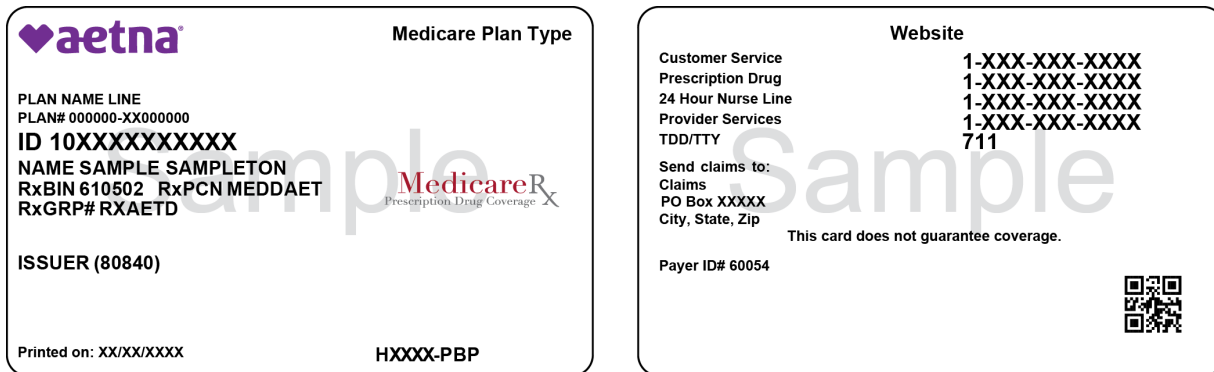 aetna®
Medicare Plan Type
PLAN NAME LINE
PLAN# 000000-XX000000
ID 10XXXXXXXXXX
NAME SAMPLE SAMPLETON
RxBIN 610502 RxPCN MEDDAET
RxGRP# RXAETD
MedicareRx
Prescription Drug Coverage
Sample
ISSUER (80840)
Printed on: XX/XX/XXXX
HXXXX-PBP
Website
Customer Service 1-XXX-XXX-XXXX
Prescription Drug 1-XXX-XXX-XXXX
24 Hour Nurse Line 1-XXX-XXX-XXXX
Provider Services 1-XXX-XXX-XXXX
TDD/TTY 711
Sample
Send claims to:
Claims
PO Box XXXXX
City, State, Zip
This card does not guarantee coverage.
Payer ID# 60054